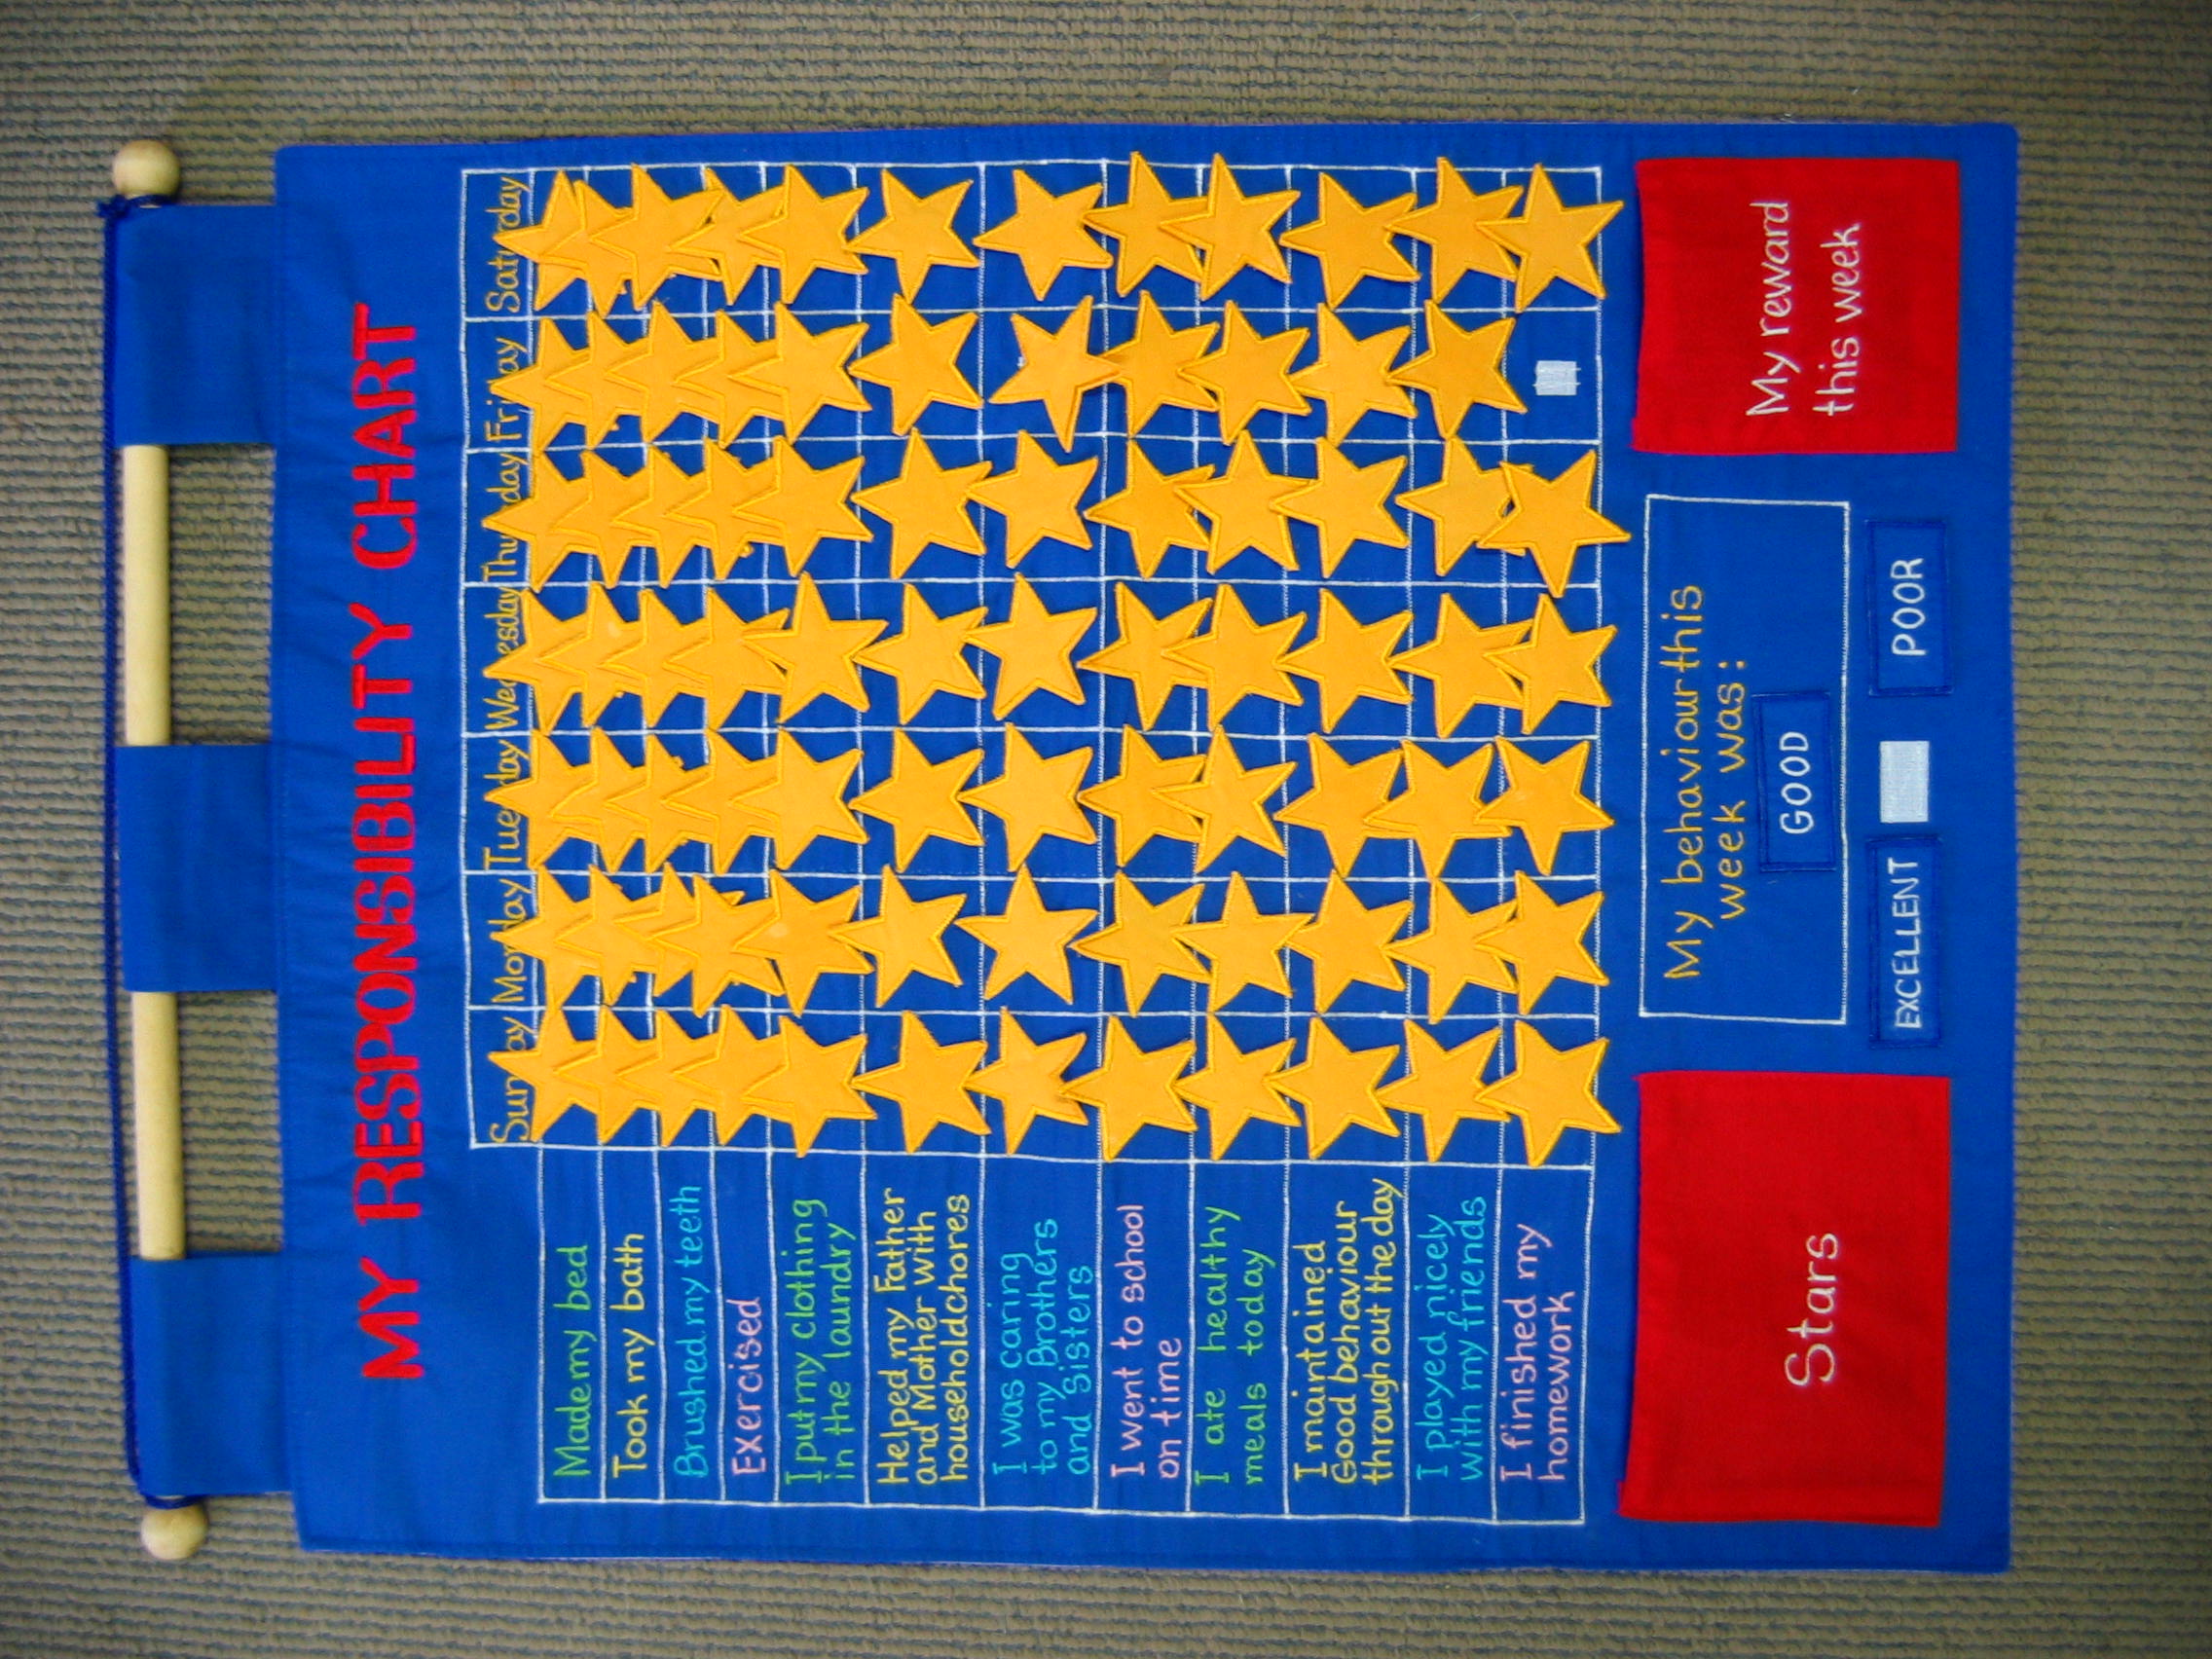 MY RESPONSIBILITY CHART
Sunday Monday Tuesday Wednesday Thursday Friday Saturday
Made my bed
Took my bath
Brushed my teeth
Exercised
I put my clothing
in the laundry
Helped my Father
and Mother with
household chores
I was caring
to my Brothers
and Sisters
I went to school
on time
I ate healthy
meals today
I maintained
Good behaviour
throughout the day
I played nicely
with my friends
I finished my
homework
Stars
My behaviour this
week was:
GOOD
EXCELLENT
POOR
My reward
this week